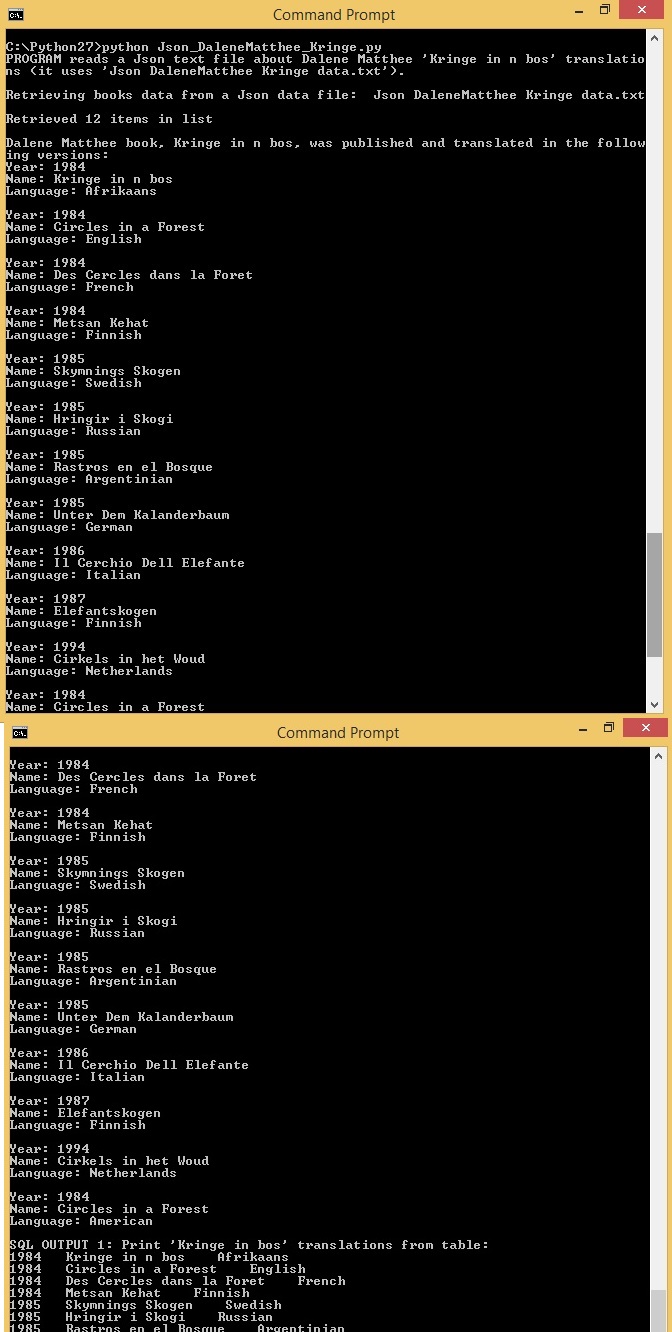 Command Prompt
C:\Python27>python Json_DaleneMatthee_Kringe.py
PROGRAM reads a Json text file about Dalene Matthee 'Kringe in n bos' translatio
ns (it uses 'Json DaleneMatthee Kringe data.txt').
Retrieving books data from a Json data file:  Json DaleneMatthee Kringe data.txt
Retrieved 12 items in list
Dalene Matthee book, Kringe in n bos, was published and translated in the follow
ing versions:
Year: 1984
Name: Kringe in n bos
Language: Afrikaans
Year: 1984
Name: Circles in a Forest
Language: English
Year: 1984
Name: Des Cercles dans la Foret
Language: French
Year: 1984
Name: Metsan Kehat
Language: Finnish
Year: 1985
Name: Skymnings Skogen
Language: Swedish
Year: 1985
Name: Hringir i Skogi
Language: Russian
Year: 1985
Name: Rastros en el Bosque
Language: Argentinian
Year: 1985
Name: Unter Dem Kalanderbaum
Language: German
Year: 1986
Name: Il Cerchio Dell Elefante
Language: Italian
Year: 1987
Name: Elefantskogen
Language: Finnish
Year: 1994
Name: Cirkels in het Woud
Language: Netherlands
Year: 1984
Name: Circles in a Forest
Command Prompt
Year: 1984
Name: Des Cercles dans la Foret
Language: French
Year: 1984
Name: Metsan Kehat
Language: Finnish
Year: 1985
Name: Skymnings Skogen
Language: Swedish
Year: 1985
Name: Hringir i Skogi
Language: Russian
Year: 1985
Name: Rastros en el Bosque
Language: Argentinian
Year: 1985
Name: Unter Dem Kalanderbaum
Language: German
Year: 1986
Name: Il Cerchio Dell Elefante
Language: Italian
Year: 1987
Name: Elefantskogen
Language: Finnish
Year: 1994
Name: Cirkels in het Woud
Language: Netherlands
Year: 1984
Name: Circles in a Forest
Language: American
SQL OUTPUT 1: Print 'Kringe in bos' translations from table:
1984   Kringe in n bos    Afrikaans
1984   Circles in a Forest    English
1984   Des Cercles dans la Foret    French
1984   Metsan Kehat    Finnish
1985   Skymnings Skogen    Swedish
1985   Hringir i Skogi    Russian
1985   Rastros en el Bosque    Argentinian